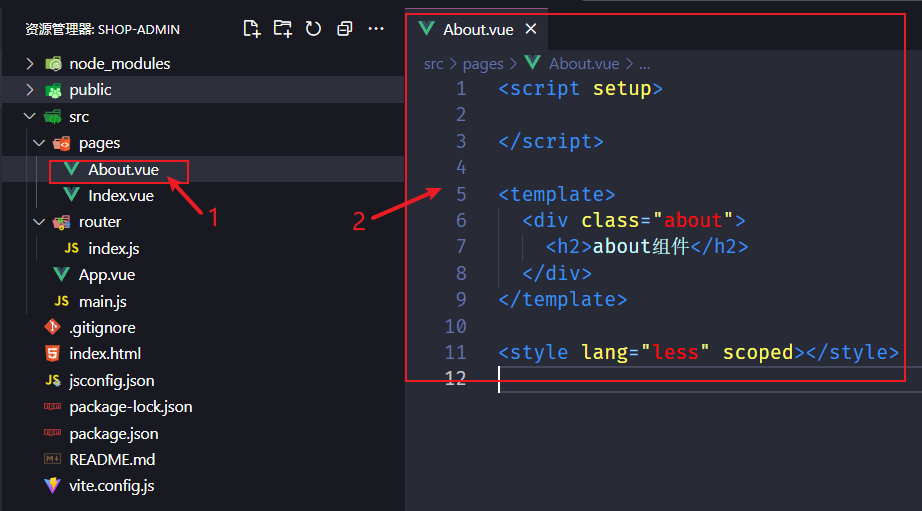 资源管理器: SHOP-ADMIN
node_modules
public
src
pages
About.vue
1
Index.vue
router
JS index.js
App.vue
JS main.js
.gitignore
index.html
JS jsconfig.json
package-lock.json
package.json
README.md
vite.config.js
About.vue
src > pages > About.vue > ...
1 <script setup>
2
3 </script>
4
2
5 <template>
6 <div class="about">
7 <h2>about组件</h2>
8 </div>
9 </template>
10
11 <style lang="less" scoped></style>
12